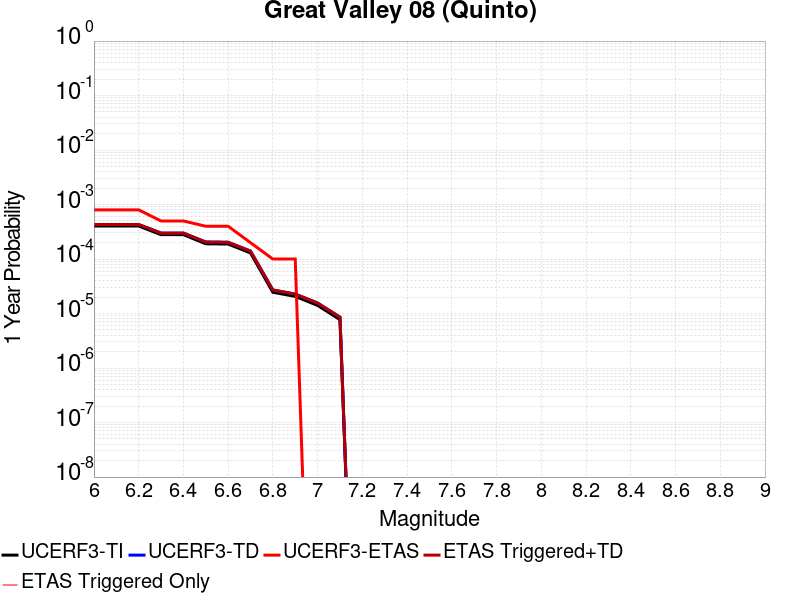 Great Valley 08 (Quinto)
10^0
10^-1
10^-2
10^-3
10^-4
10^-5
10^-6
10^-7
10^-8
1 Year Probability
6 6.2 6.4 6.6 6.8 7 7.2 7.4 7.6 7.8 8 8.2 8.4 8.6 8.8 9
Magnitude
UCERF3-TI UCERF3-TD UCERF3-ETAS ETAS Triggered+TD
ETAS Triggered Only